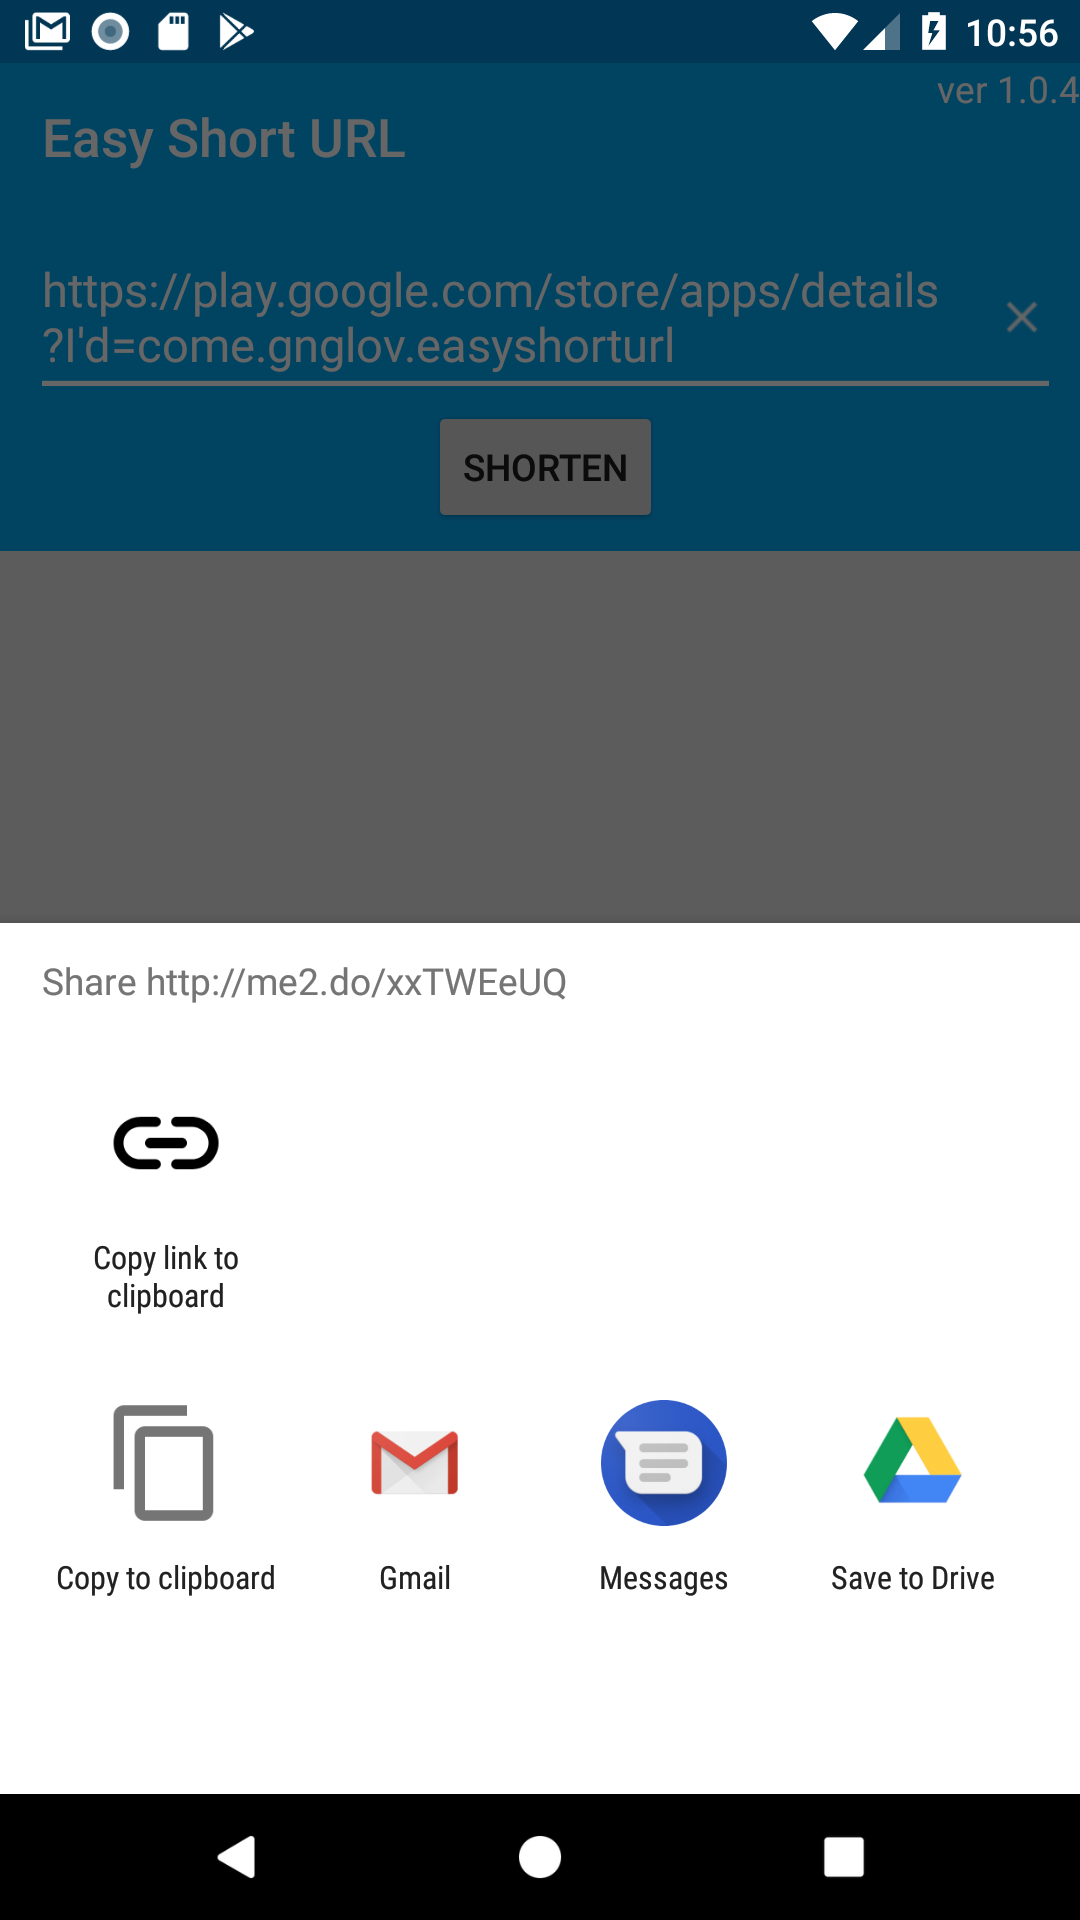 10:56
ver 1.0.4
Easy Short URL
https://play.google.com/store/apps/details
?I'd=come.gnglov.easyshorturl
SHORTEN
Share http://me2.do/xxTWEeUQ
Copy link to
clipboard
Copy to clipboard
Gmail
Messages
Save to Drive